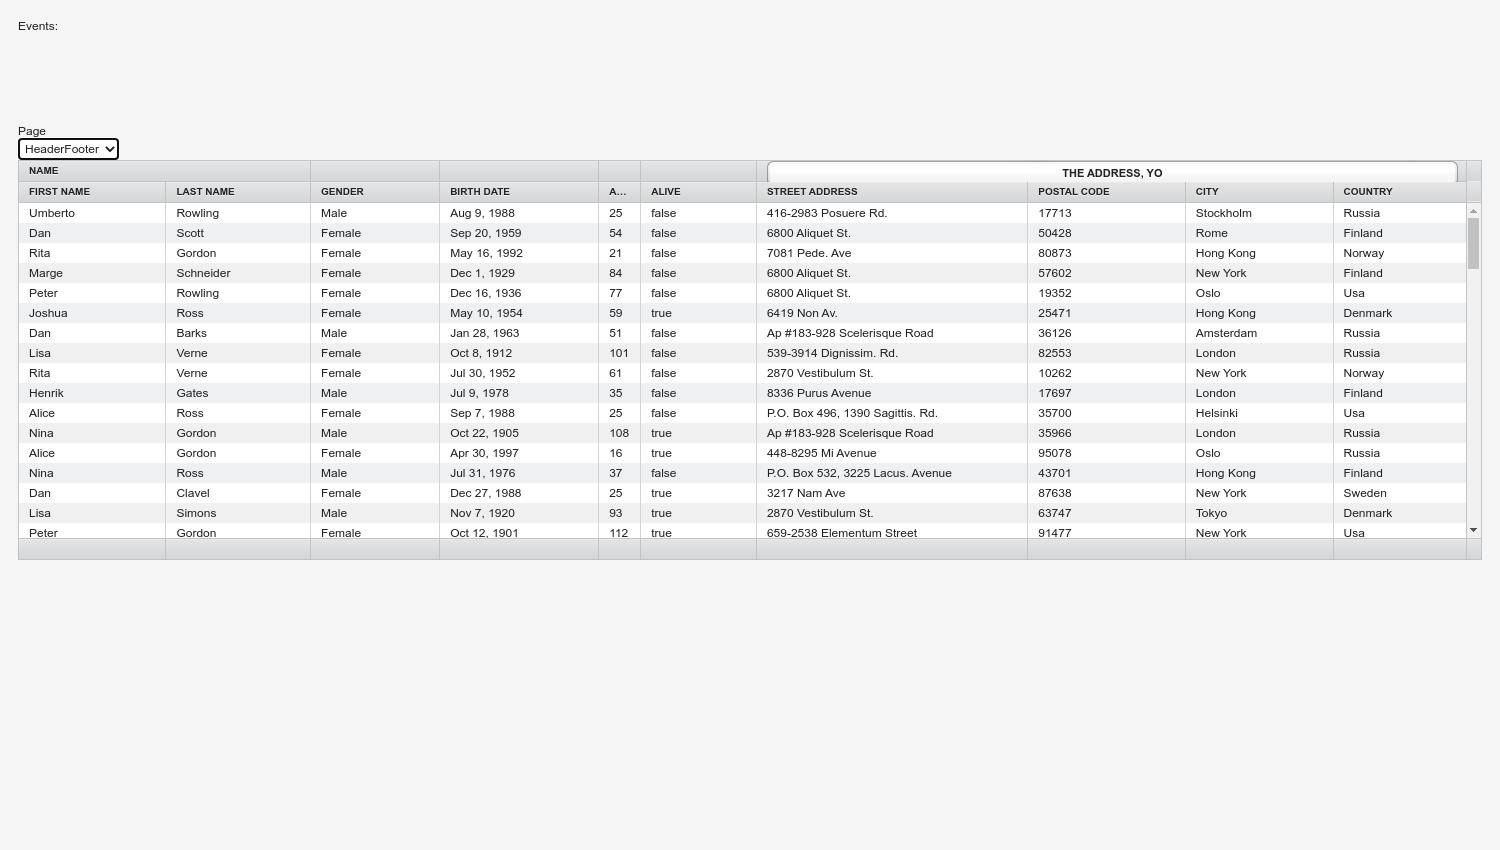 Events:
Page
HeaderFooter
NAME THE ADDRESS, YO
FIRST NAME LAST NAME GENDER BIRTH DATE A... ALIVE STREET ADDRESS POSTAL CODE CITY COUNTRY
Umberto Rowling Male Aug 9, 1988 25 false 416-2983 Posuere Rd. 17713 Stockholm Russia
Dan Scott Female Sep 20, 1959 54 false 6800 Aliquet St. 50428 Rome Finland
Rita Gordon Female May 16, 1992 21 false 7081 Pede. Ave 80873 Hong Kong Norway
Marge Schneider Female Dec 1, 1929 84 false 6800 Aliquet St. 57602 New York Finland
Peter Rowling Female Dec 16, 1936 77 false 6800 Aliquet St. 19352 Oslo Usa
Joshua Ross Female May 10, 1954 59 true 6419 Non Av. 25471 Hong Kong Denmark
Dan Barks Male Jan 28, 1963 51 false Ap #183-928 Scelerisque Road 36126 Amsterdam Russia
Lisa Verne Female Oct 8, 1912 101 false 539-3914 Dignissim. Rd. 82553 London Russia
Rita Verne Female Jul 30, 1952 61 false 2870 Vestibulum St. 10262 New York Norway
Henrik Gates Male Jul 9, 1978 35 false 8336 Purus Avenue 17697 London Finland
Alice Ross Female Sep 7, 1988 25 false P.O. Box 496, 1390 Sagittis. Rd. 35700 Helsinki Usa
Nina Gordon Male Oct 22, 1905 108 true Ap #183-928 Scelerisque Road 35966 London Russia
Alice Gordon Female Apr 30, 1997 16 true 448-8295 Mi Avenue 95078 Oslo Russia
Nina Ross Male Jul 31, 1976 37 false P.O. Box 532, 3225 Lacus. Avenue 43701 Hong Kong Finland
Dan Clavel Female Dec 27, 1988 25 true 3217 Nam Ave 87638 New York Sweden
Lisa Simons Male Nov 7, 1920 93 true 2870 Vestibulum St. 63747 Tokyo Denmark
Peter Gordon Female Oct 12, 1901 112 true 659-2538 Elementum Street 91477 New York Usa